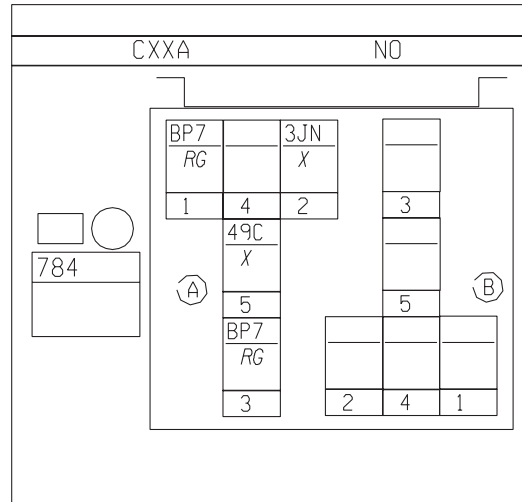 CXXA NO
BP7 3JN
RG X
1 4 2 3
49C
X
784
A B
5 5
BP7
RG
3 2 4 1